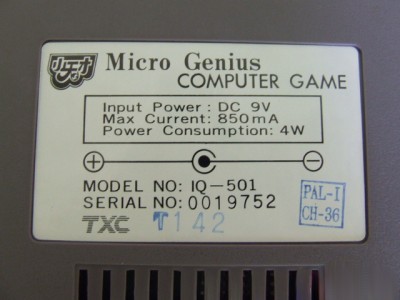 Micro Genius
COMPUTER GAME
Input Power : DC 9V
Max Current: 850mA
Power Consumption: 4W
MODEL NO: IQ-501
SERIAL NO: 0019752
PAL-I
CH-36
TXC T142